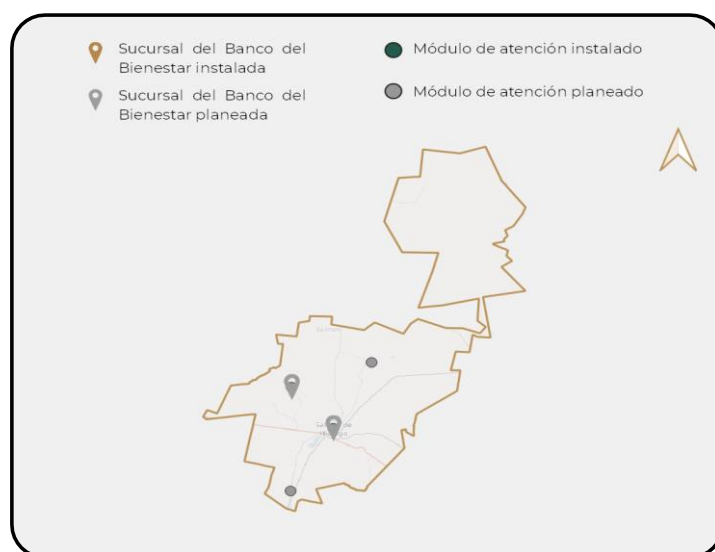 Sucursal del Banco del
Bienestar instalada
Módulo de atención instalado
Sucursal del Banco del
Bienestar planeada
Módulo de atención planeado